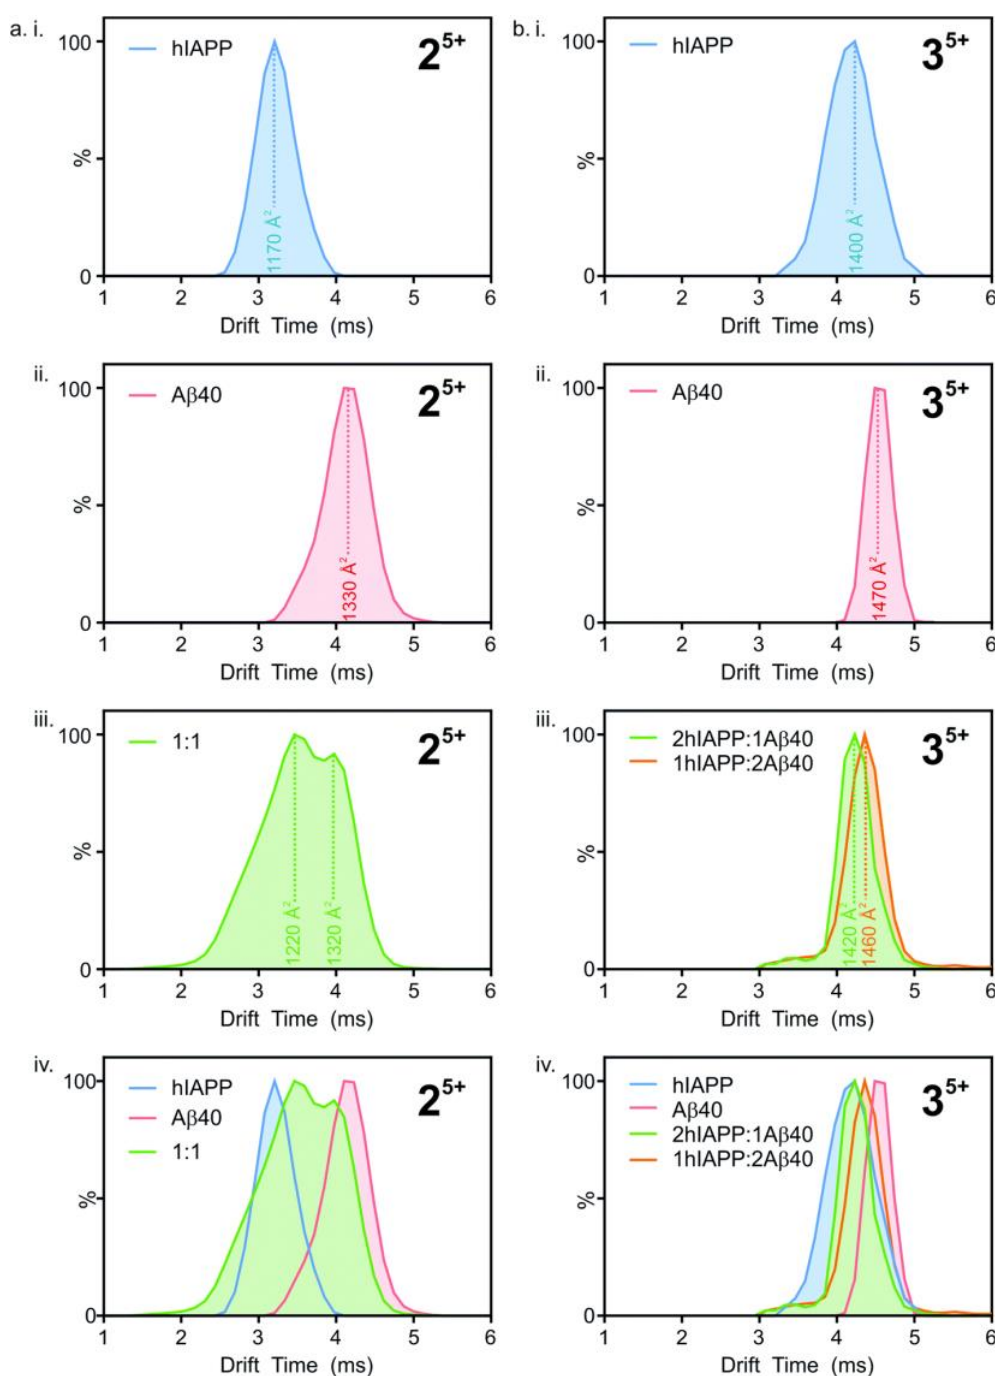 a. i.
100
hIAPP
2⁵⁺
%
1170 Å²
0
1 2 3 4 5 6
Drift Time (ms)
b. i.
100
hIAPP
3⁵⁺
%
1400 Å²
0
1 2 3 4 5 6
Drift Time (ms)
ii.
100
Aβ40
2⁵⁺
%
1330 Å²
0
1 2 3 4 5 6
Drift Time (ms)
ii.
100
Aβ40
3⁵⁺
%
1470 Å²
0
1 2 3 4 5 6
Drift Time (ms)
iii.
100
1:1
2⁵⁺
%
1220 Å²
1320 Å²
0
1 2 3 4 5 6
Drift Time (ms)
iii.
100
2hIAPP:1Aβ40
1hIAPP:2Aβ40
3⁵⁺
%
1420 Å²
1460 Å²
0
1 2 3 4 5 6
Drift Time (ms)
iv.
100
hIAPP
Aβ40
1:1
2⁵⁺
%
0
1 2 3 4 5 6
Drift Time (ms)
iv.
100
hIAPP
Aβ40
2hIAPP:1Aβ40
1hIAPP:2Aβ40
3⁵⁺
%
0
1 2 3 4 5 6
Drift Time (ms)